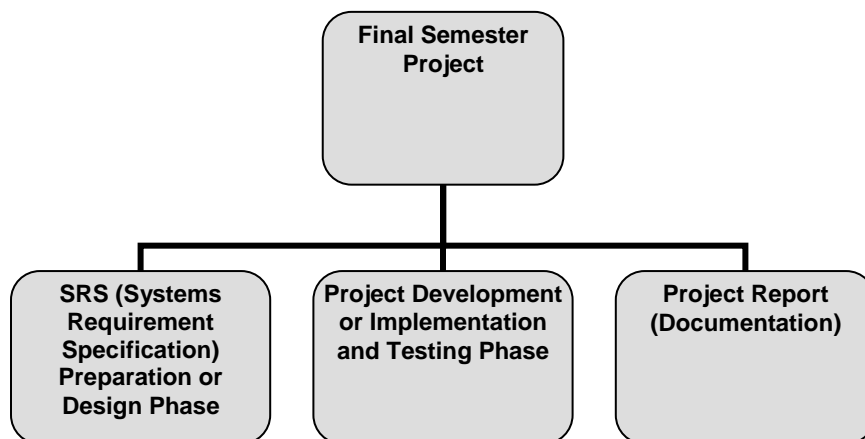 Final Semester
Project
SRS (Systems
Requirement
Specification)
Preparation or
Design Phase
Project Development
or Implementation
and Testing Phase
Project Report
(Documentation)